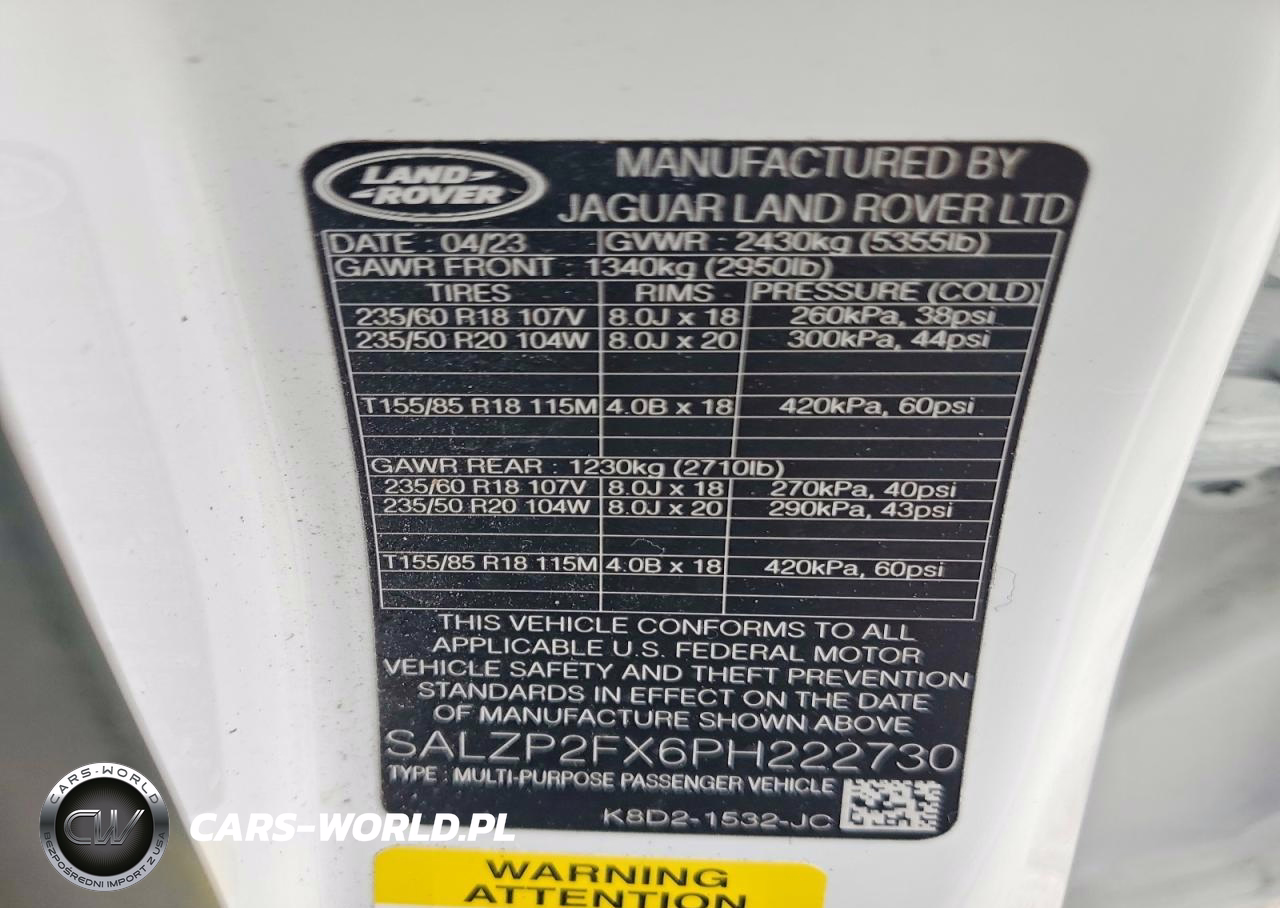 LAND-
-ROVER
MANUFACTURED BY
JAGUAR LAND ROVER LTD
DATE : 04/23 GVWR : 2430kg (5355lb)
GAWR FRONT : 1340kg (2950lb)
TIRES RIMS PRESSURE (COLD)
235/60 R18 107V 8.0J x 18 260kPa, 38psi
235/50 R20 104W 8.0J x 20 300kPa, 44psi
T155/85 R18 115M 4.0B x 18 420kPa, 60psi
GAWR REAR : 1230kg (2710lb)
235/60 R18 107V 8.0J x 18 270kPa, 40psi
235/50 R20 104W 8.0J x 20 290kPa, 43psi
T155/85 R18 115M 4.0B x 18 420kPa, 60psi
THIS VEHICLE CONFORMS TO ALL
APPLICABLE U.S. FEDERAL MOTOR
VEHICLE SAFETY AND THEFT PREVENTION
STANDARDS IN EFFECT ON THE DATE
OF MANUFACTURE SHOWN ABOVE
SALZP2FX6PH222730
TYPE : MULTI-PURPOSE PASSENGER VEHICLE
K8D2-1532-JC
WARNING
ATTENTION
CARS-WORLD
CW
BEZPOŚREDNI IMPORT Z USA
CARS-WORLD.PL